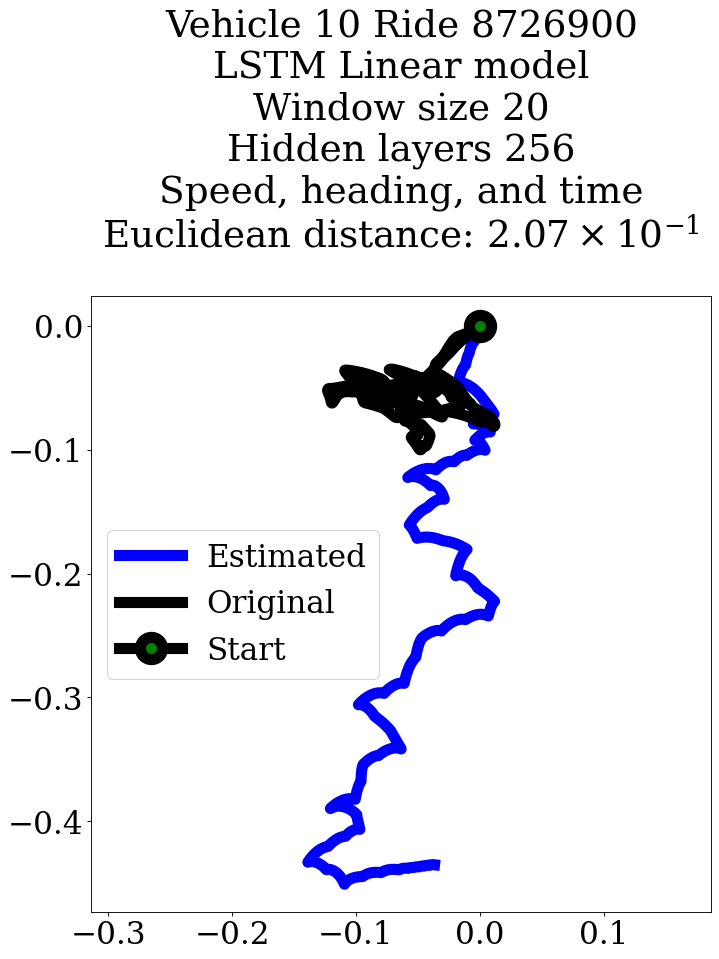 Vehicle 10 Ride 8726900
LSTM Linear model
Window size 20
Hidden layers 256
Speed, heading, and time
Euclidean distance: 2.07 × 10⁻¹
0.0
−0.1
−0.2
−0.3
−0.4
Estimated
Original
Start
−0.3 −0.2 −0.1 0.0 0.1